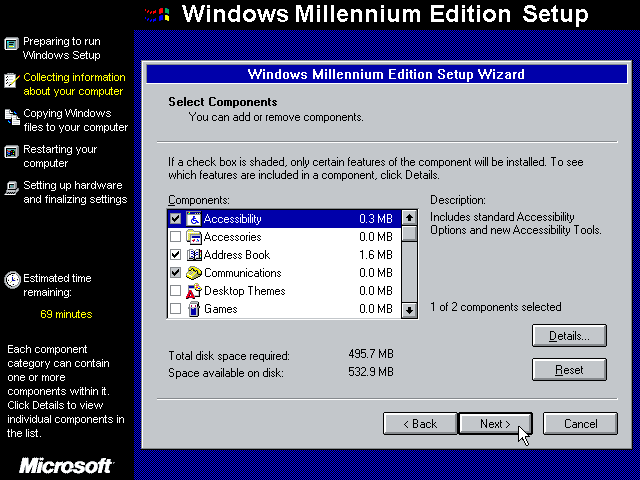 Windows Millennium Edition Setup
Preparing to run
Windows Setup
Collecting information
about your computer
Copying Windows
files to your computer
Restarting your
computer
Setting up hardware
and finalizing settings
Estimated time
remaining:
69 minutes
Each component
category can contain
one or more
components within it.
Click Details to view
individual components in
the list.
Microsoft
Windows Millennium Edition Setup Wizard
Select Components
You can add or remove components.
If a check box is shaded, only certain features of the component will be installed. To see
which features are included in a component, click Details.
Components:
Accessibility 0.3 MB
Accessories 0.0 MB
Address Book 1.6 MB
Communications 0.0 MB
Desktop Themes 0.0 MB
Games 0.0 MB
Description:
Includes standard Accessibility
Options and new Accessibility Tools.
1 of 2 components selected
Details...
Total disk space required: 495.7 MB
Space available on disk: 532.9 MB
Reset
< Back
Next >
Cancel